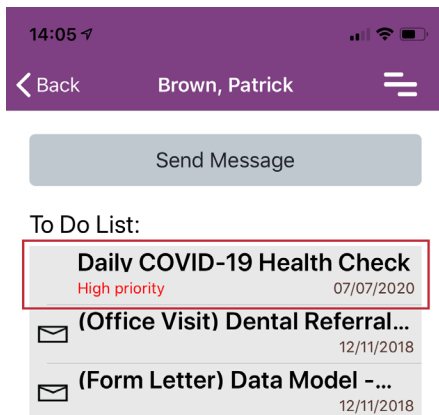 14:05
Back
Brown, Patrick
Send Message
To Do List:
Daily COVID-19 Health Check
High priority
07/07/2020
(Office Visit) Dental Referral...
12/11/2018
(Form Letter) Data Model -...
12/11/2018